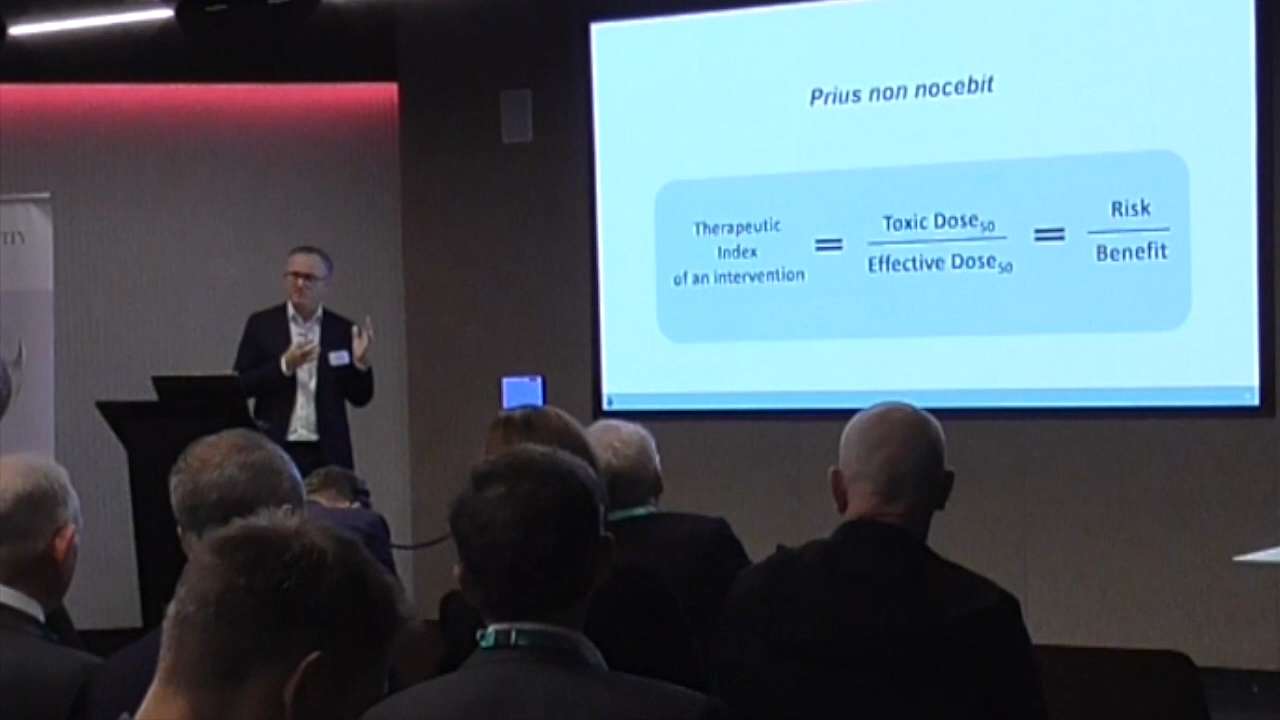 Prius non nocebit
Therapeutic
Index
of an intervention
=
Toxic Dose50
Effective Dose50
=
Risk
Benefit